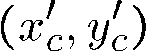 (x′_c, y′_c)